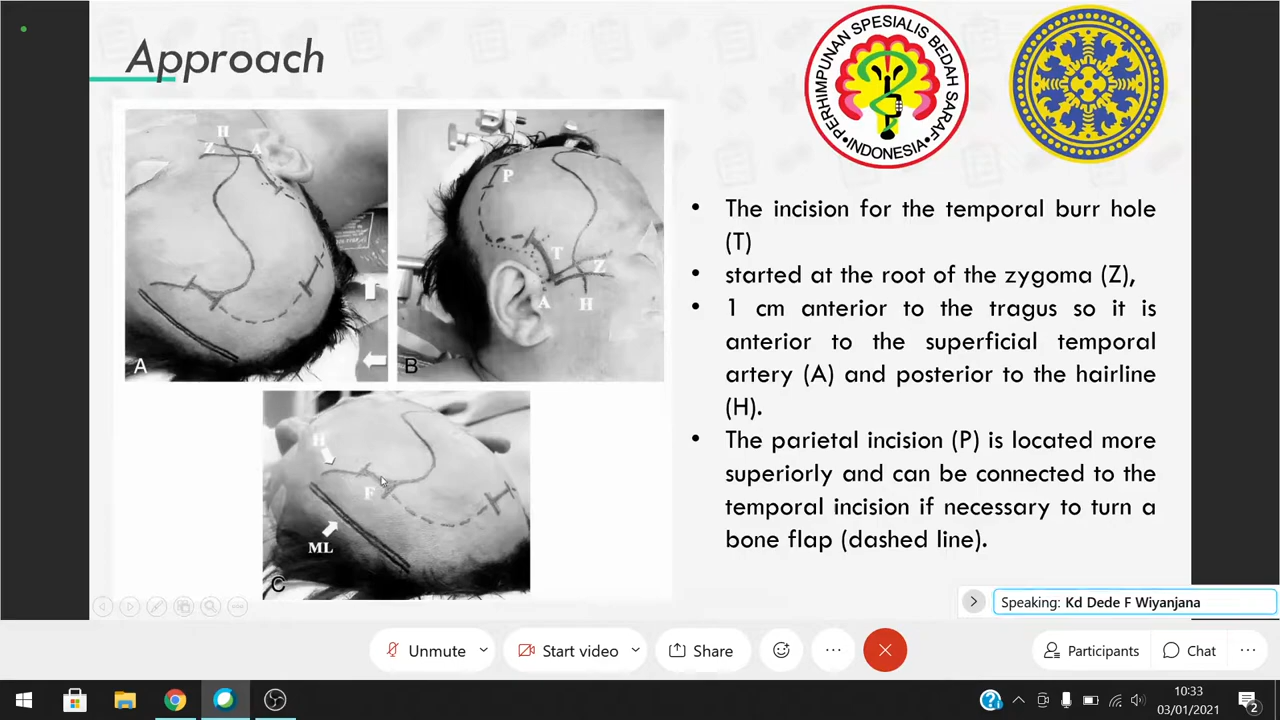 Approach
PERHIMPUNAN SPESIALIS BEDAH SARAF
•INDONESIA•
H
Z
A
A
P
T
Z
A
H
B
H
F
ML
C
• The incision for the temporal burr hole
(T)
• started at the root of the zygoma (Z),
• 1 cm anterior to the tragus so it is
anterior to the superficial temporal
artery (A) and posterior to the hairline
(H).
• The parietal incision (P) is located more
superiorly and can be connected to the
temporal incision if necessary to turn a
bone flap (dashed line).
Speaking: Kd Dede F Wiyanjana
Unmute
Start video
Share
Participants
Chat
10:33
03/01/2021
2